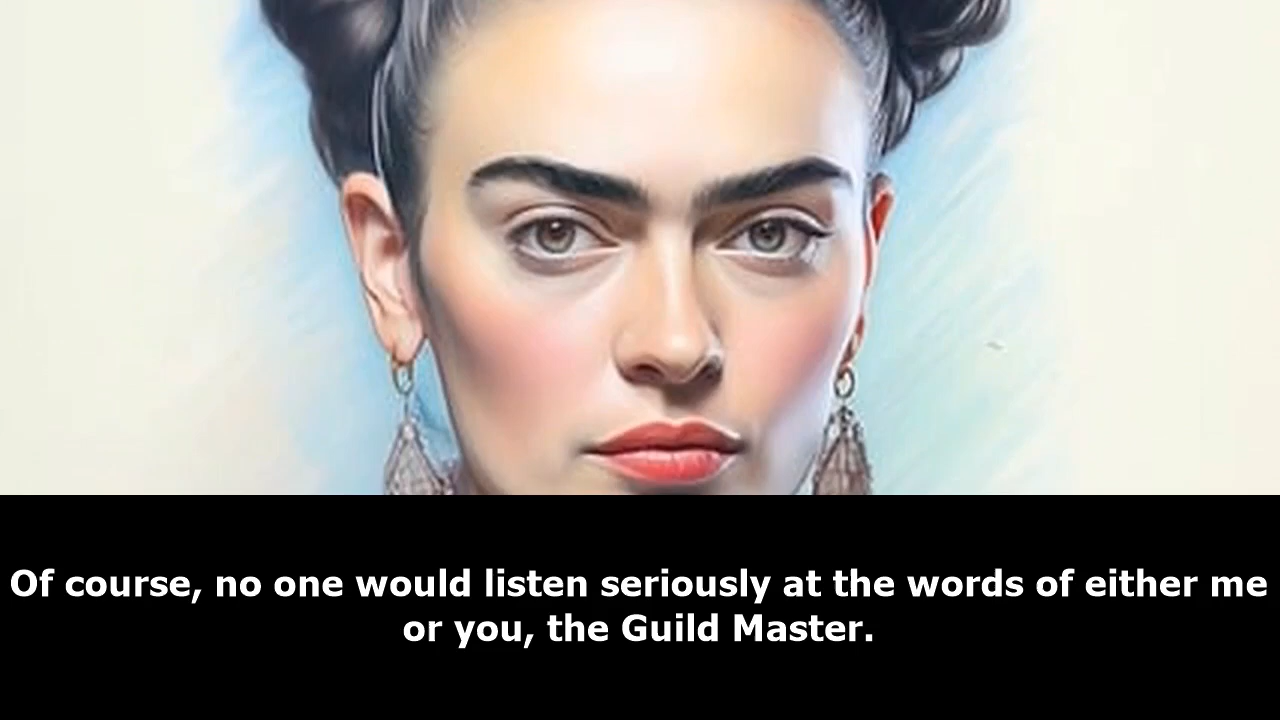 Of course, no one would listen seriously at the words of either me
or you, the Guild Master.